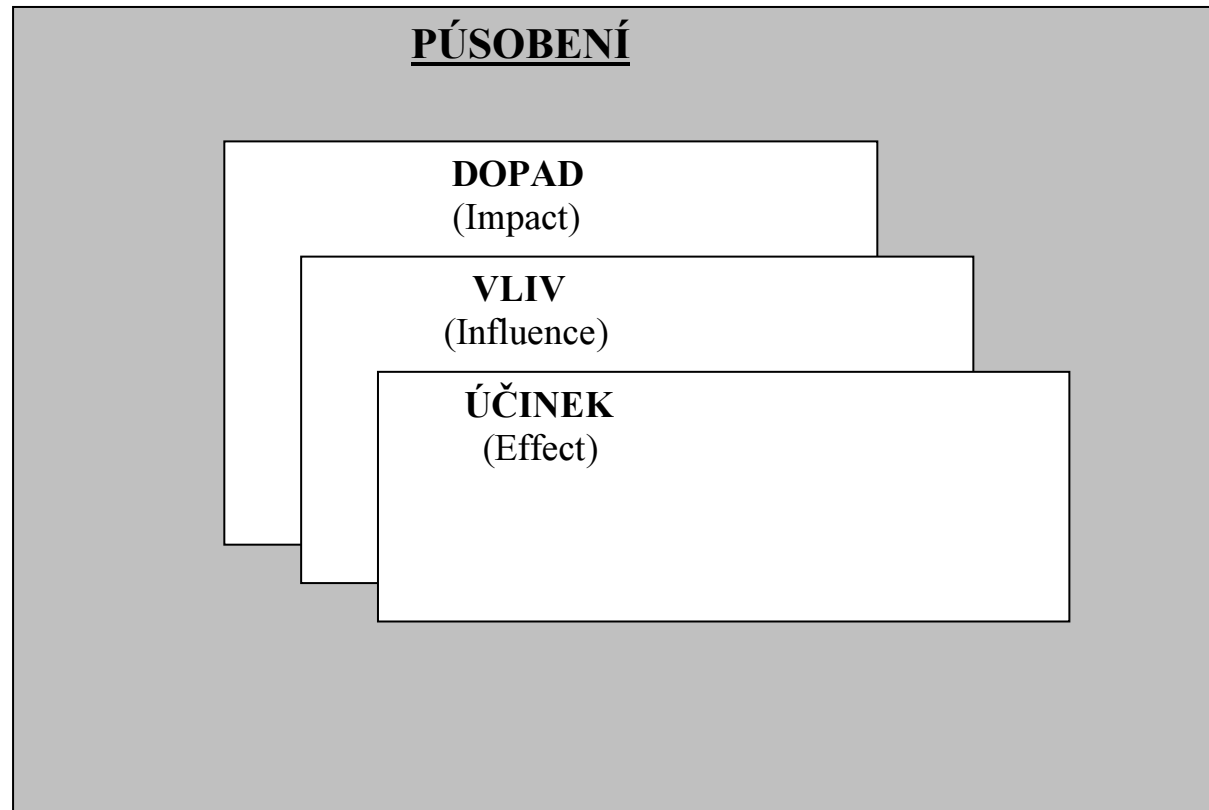 PÚSOBENÍ
DOPAD
(Impact)
VLIV
(Influence)
ÚČINEK
(Effect)